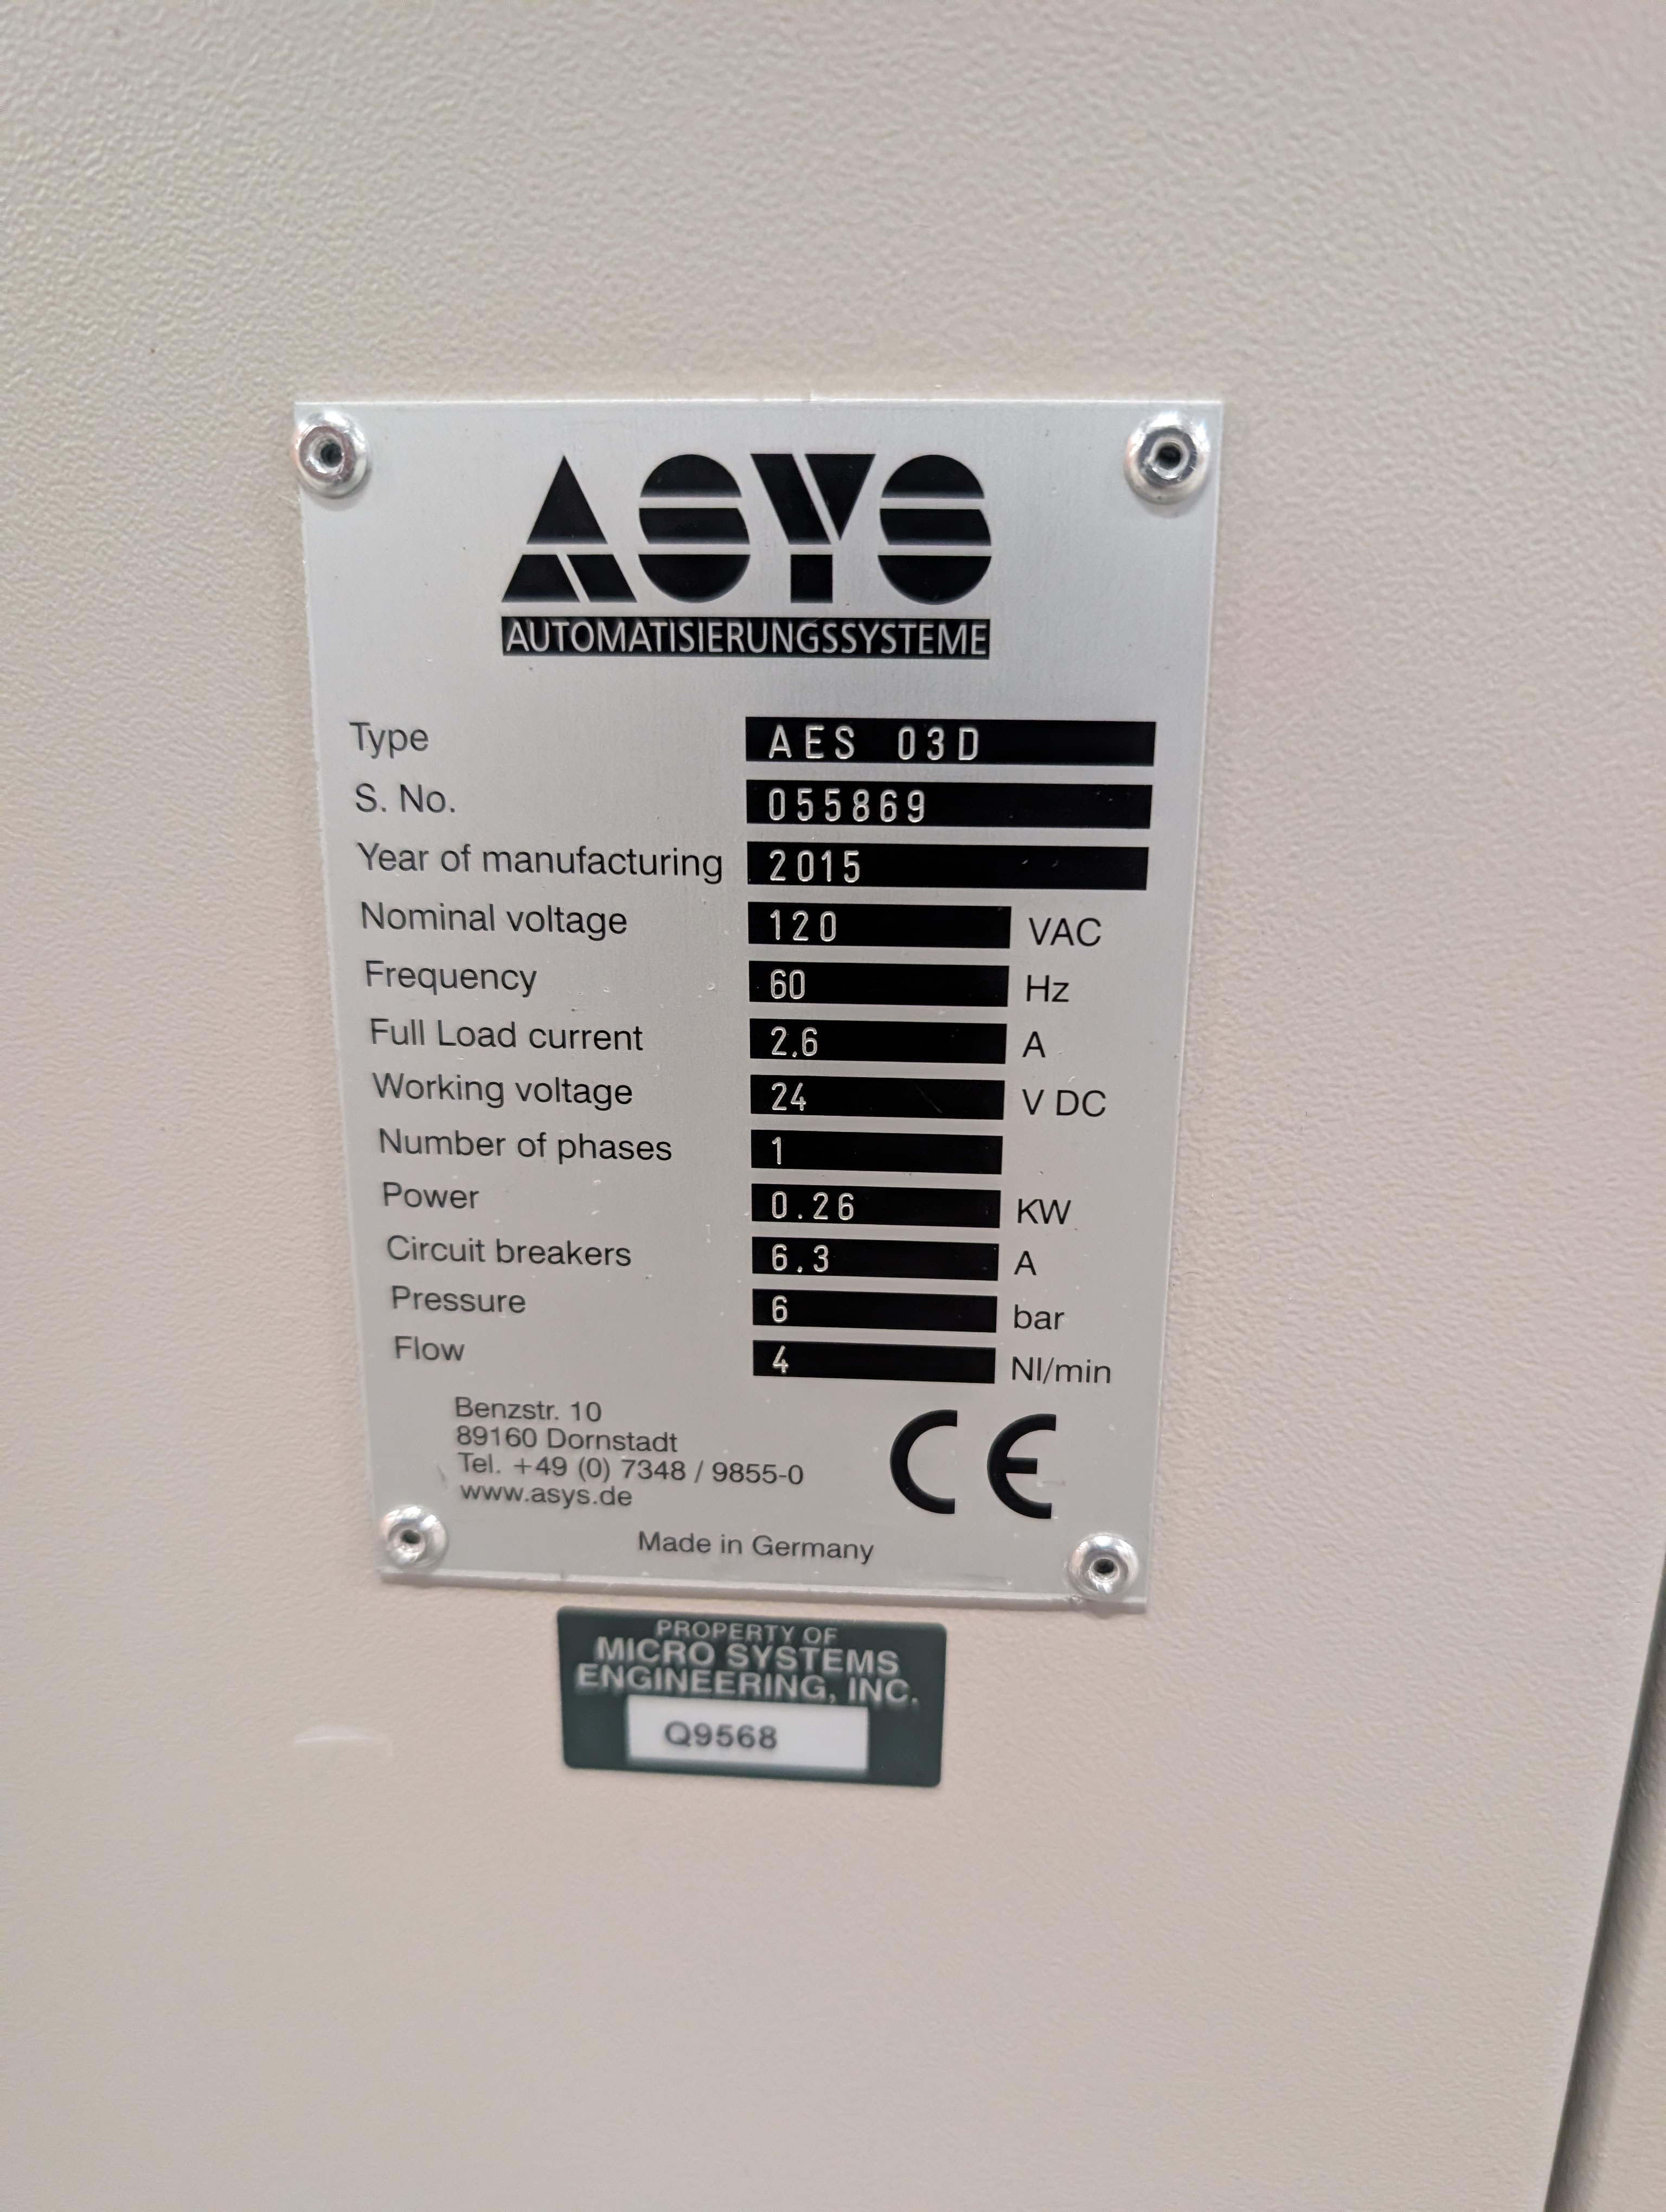 ASYS
AUTOMATISIERUNGSSYSTEME
Type AES 03D
S. No. 055869
Year of manufacturing 2015
Nominal voltage 120 VAC
Frequency 60 Hz
Full Load current 2.6 A
Working voltage 24 V DC
Number of phases 1
Power 0.26 KW
Circuit breakers 6.3 A
Pressure 6 bar
Flow 4 Nl/min
Benzstr. 10
89160 Dornstadt
Tel. +49 (0) 7348 / 9855-0
www.asys.de
CE
Made in Germany
PROPERTY OF
MICRO SYSTEMS
ENGINEERING, INC.
Q9568